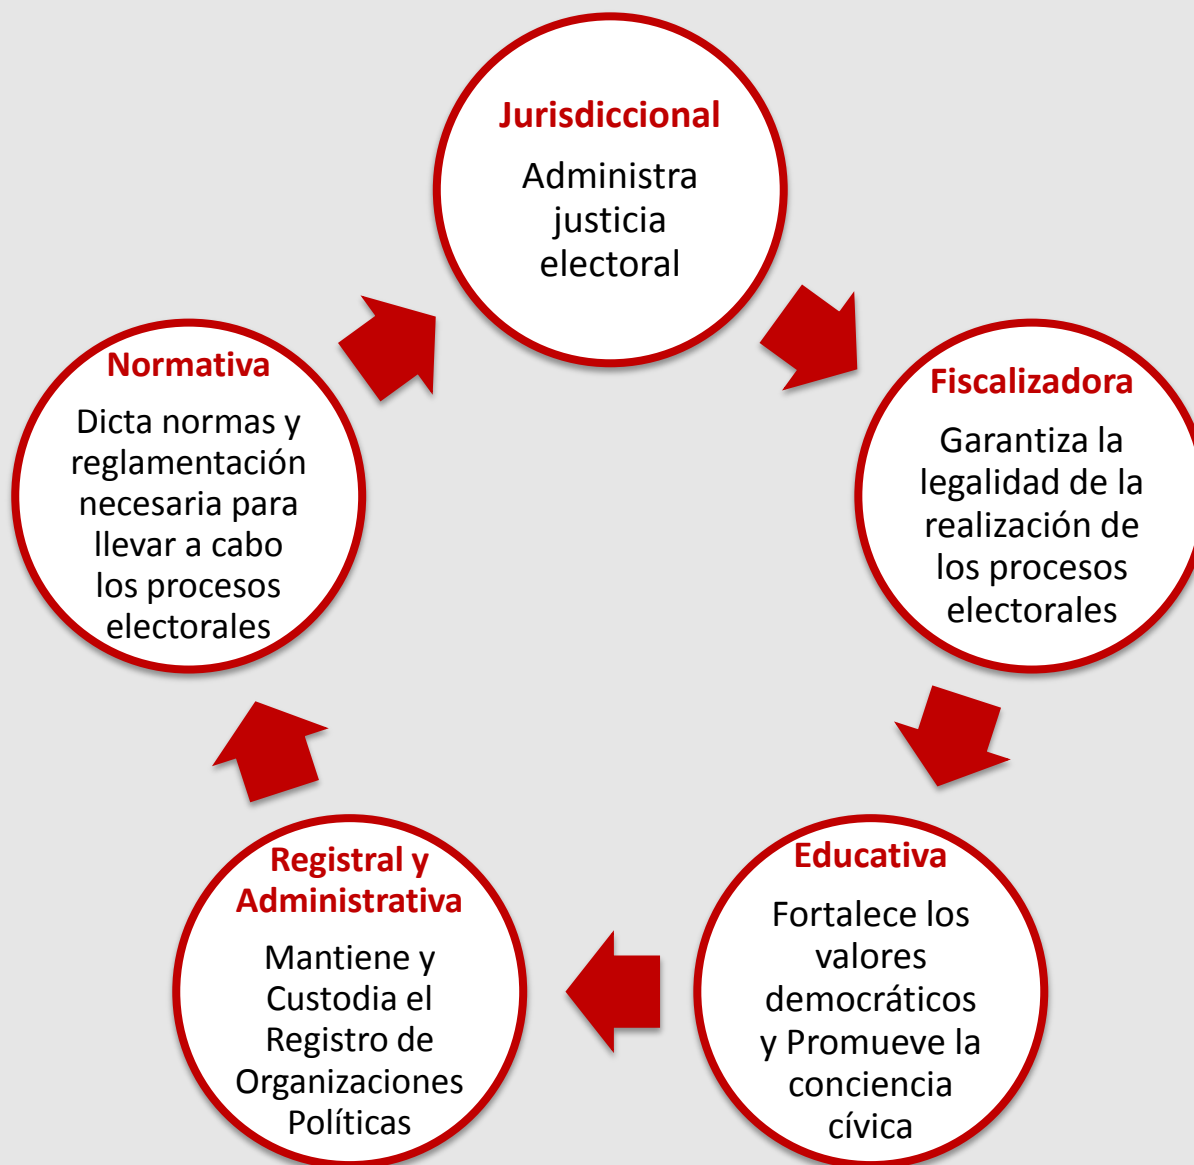 Jurisdiccional
Administra
justicia
electoral
Fiscalizadora
Garantiza la
legalidad de la
realización de
los procesos
electorales
Educativa
Fortalece los
valores
democráticos
y Promueve la
conciencia
cívica
Registral y
Administrativa
Mantiene y
Custodia el
Registro de
Organizaciones
Políticas
Normativa
Dicta normas y
reglamentación
necesaria para
llevar a cabo
los procesos
electorales